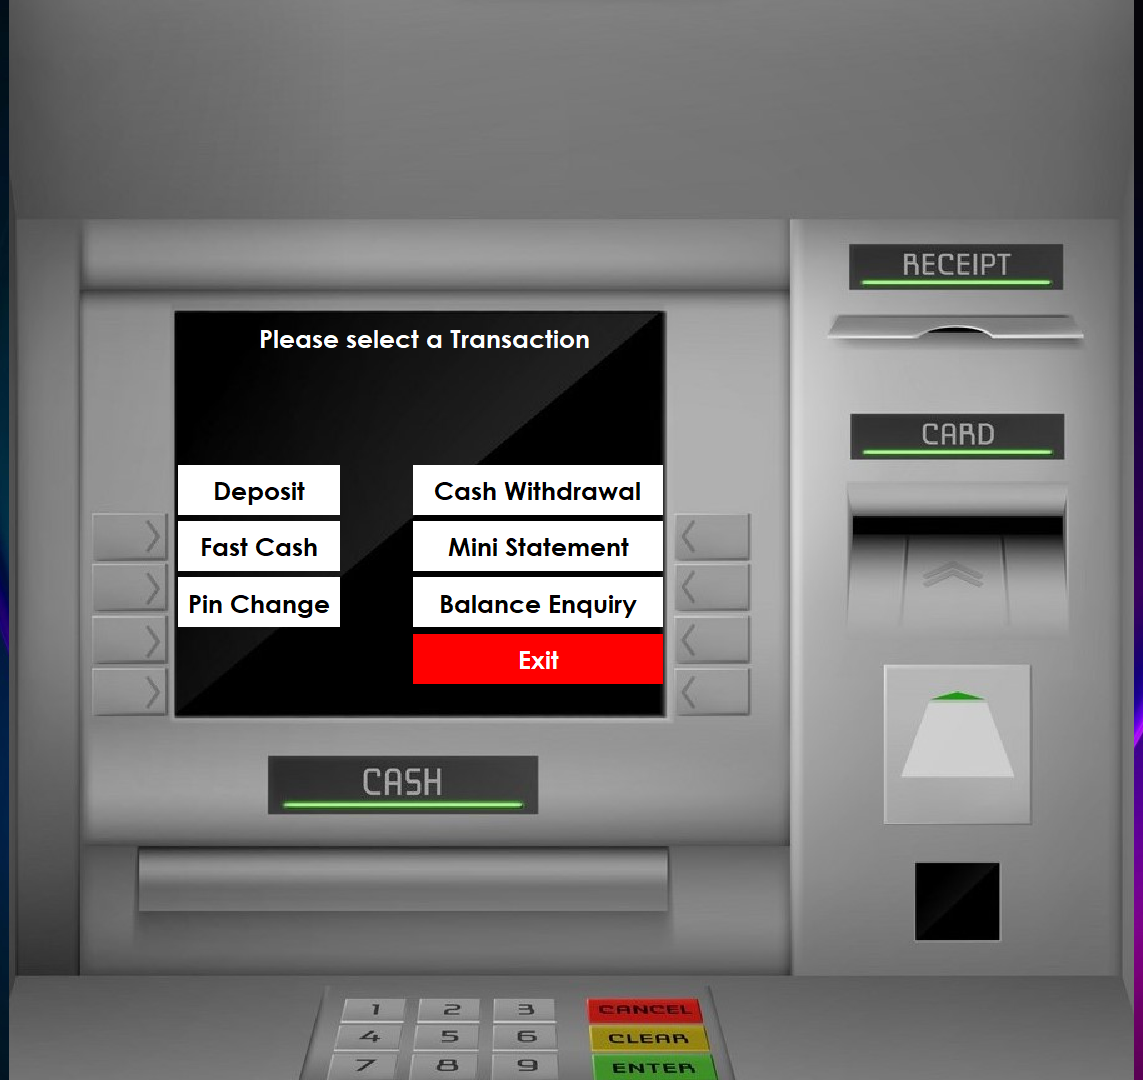 RECEIPT
Please select a Transaction
CARD
Deposit
Cash Withdrawal
Fast Cash
Mini Statement
Pin Change
Balance Enquiry
Exit
CASH
1 2 3 CANCEL
4 5 6 CLEAR
7 8 9 ENTER